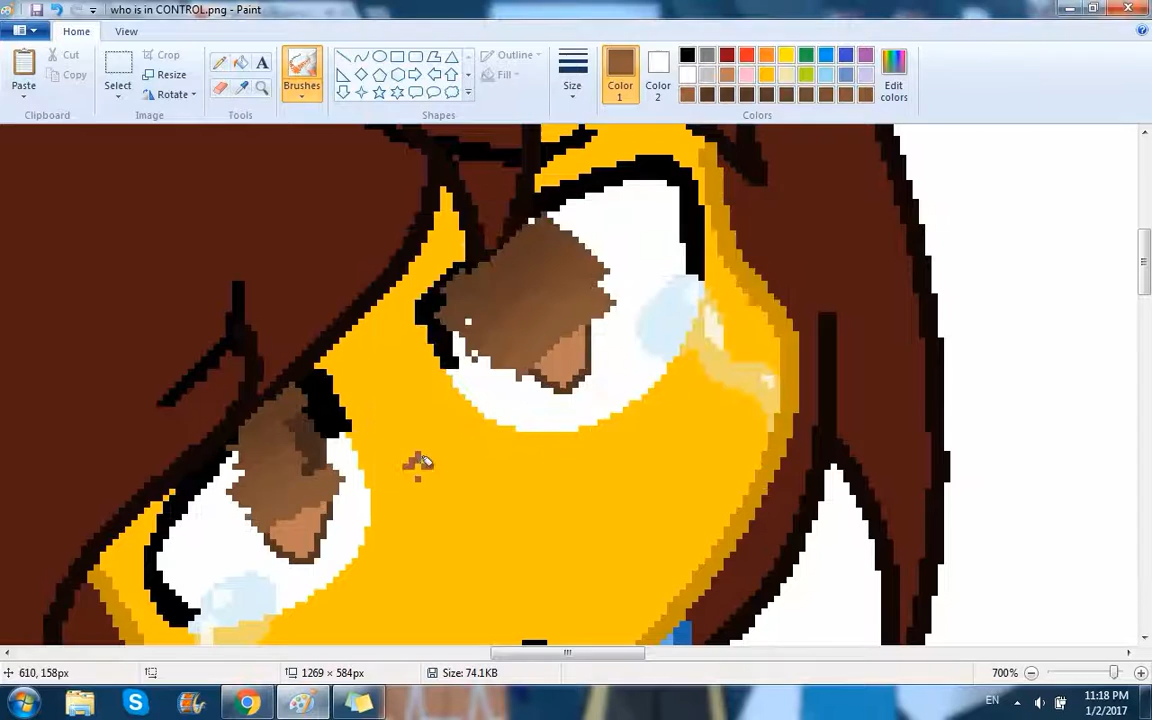 who is in CONTROL.png - Paint
Home View
Paste
Cut
Copy
Clipboard
Select
Crop
Resize
Rotate
Image
A
Tools
Brushes
Outline
Fill
Shapes
Size
Color 1
Color 2
Edit colors
Colors
610, 158px
1269 × 584px
Size: 74.1KB
700%
EN
11:18 PM
1/2/2017